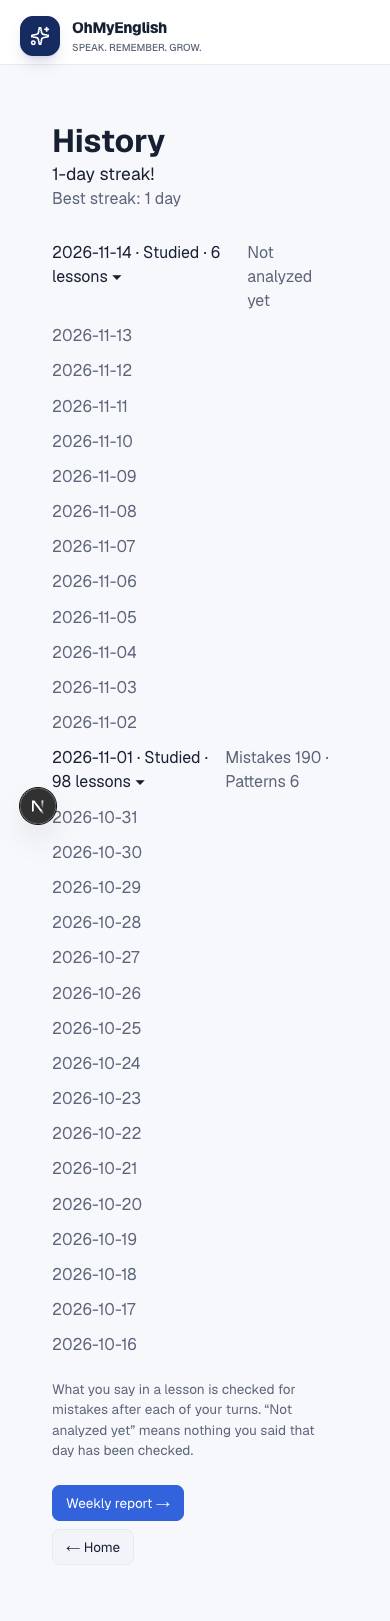 OhMyEnglish
SPEAK. REMEMBER. GROW.
History
1-day streak!
Best streak: 1 day
2026-11-14 · Studied · 6
lessons
Not
analyzed
yet
2026-11-13
2026-11-12
2026-11-11
2026-11-10
2026-11-09
2026-11-08
2026-11-07
2026-11-06
2026-11-05
2026-11-04
2026-11-03
2026-11-02
2026-11-01 · Studied ·
98 lessons
Mistakes 190 ·
Patterns 6
N
2026-10-31
2026-10-30
2026-10-29
2026-10-28
2026-10-27
2026-10-26
2026-10-25
2026-10-24
2026-10-23
2026-10-22
2026-10-21
2026-10-20
2026-10-19
2026-10-18
2026-10-17
2026-10-16
What you say in a lesson is checked for
mistakes after each of your turns. “Not
analyzed yet” means nothing you said that
day has been checked.
Weekly report →
← Home